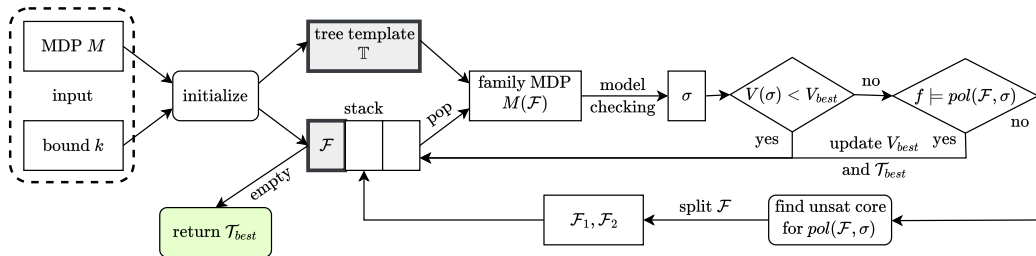 MDP M
input
bound k
initialize
tree template
𝕋
stack
ℱ
pop
empty
return 𝒯_best
family MDP
M(ℱ)
model
checking
σ
V(σ) < V_best
no
yes
f ⊨ pol(ℱ, σ)
no
yes
update V_best
and 𝒯_best
find unsat core
for pol(ℱ, σ)
split ℱ
ℱ₁, ℱ₂